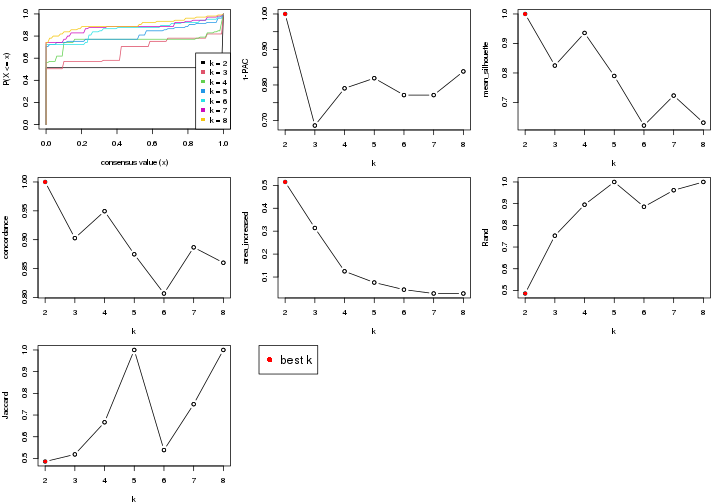 P(X <= x)
0.0 0.2 0.4 0.6 0.8 1.0
k = 2
k = 3
k = 4
k = 5
k = 6
k = 7
k = 8
0.0 0.2 0.4 0.6 0.8 1.0
consensus value (x)
1-PAC
0.70 0.80 0.90 1.00
2 3 4 5 6 7 8
k
mean_silhouette
0.7 0.8 0.9 1.0
2 3 4 5 6 7 8
k
concordance
0.80 0.85 0.90 0.95 1.00
2 3 4 5 6 7 8
k
area_increased
0.1 0.2 0.3 0.4 0.5
2 3 4 5 6 7 8
k
Rand
0.5 0.6 0.7 0.8 0.9 1.0
2 3 4 5 6 7 8
k
Jaccard
0.5 0.6 0.7 0.8 0.9 1.0
2 3 4 5 6 7 8
k
best k